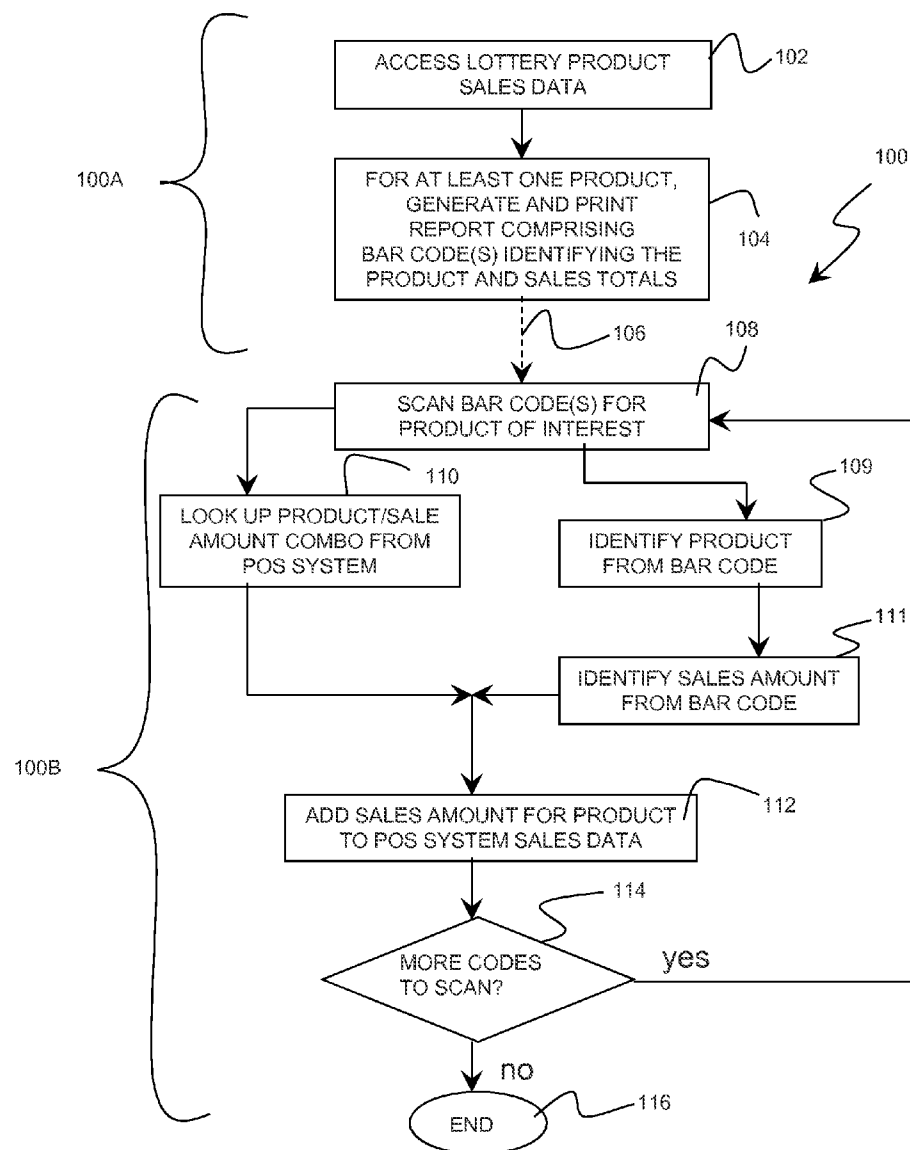 ACCESS LOTTERY PRODUCT
SALES DATA
102
100A
FOR AT LEAST ONE PRODUCT,
GENERATE AND PRINT
REPORT COMPRISING
BAR CODE(S) IDENTIFYING THE
PRODUCT AND SALES TOTALS
104
100
106
108
SCAN BAR CODE(S) FOR
PRODUCT OF INTEREST
110
LOOK UP PRODUCT/SALE
AMOUNT COMBO FROM
POS SYSTEM
109
IDENTIFY PRODUCT
FROM BAR CODE
111
IDENTIFY SALES AMOUNT
FROM BAR CODE
100B
ADD SALES AMOUNT FOR PRODUCT
TO POS SYSTEM SALES DATA
112
114
MORE CODES
TO SCAN?
yes
no
END
116